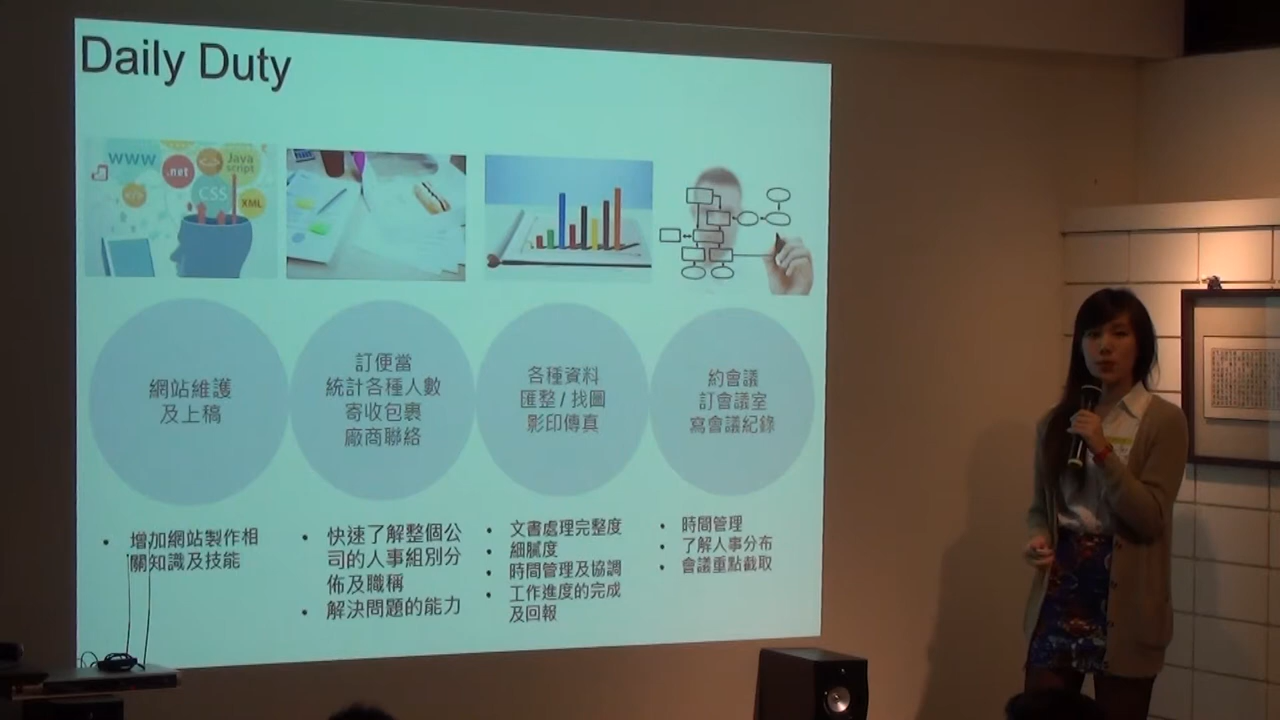 Daily Duty
www
.net
</>
Java
script
CSS
</>
XML
網站維護
及上稿
訂便當
統計各種人數
寄收包裹
廠商聯絡
各種資料
匯整 / 找圖
影印傳真
約會議
訂會議室
寫會議紀錄
• 增加網站製作相
關知識及技能
• 快速了解整個公
司的人事組別分
佈及職稱
• 解決問題的能力
• 文書處理完整度
• 細膩度
• 時間管理及協調
• 工作進度的完成
及回報
• 時間管理
• 了解人事分布
• 會議重點截取